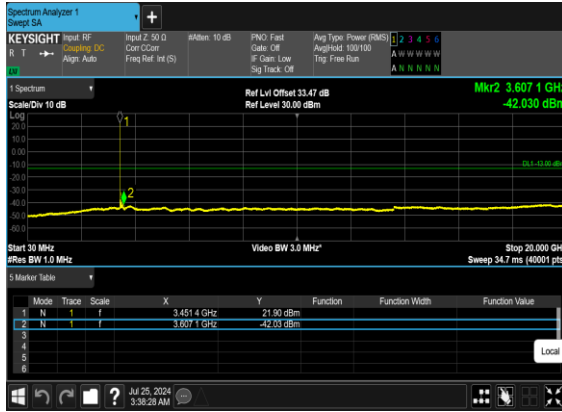 Spectrum Analyzer 1
Swept SA
+
KEYSIGHT Input: RF Input Z: 50 Ω #Atten: 10 dB PNO: Fast Avg Type: Power (RMS) 1 2 3 4 5 6
R T Coupling: DC Corr CCorr Gate: Off Avg|Hold: 100/100 A W W W W W
Align: Auto Freq Ref: Int (S) IF Gain: Low Trig: Free Run
LU Sig Track: Off A N N N N N
1 Spectrum Ref Lvl Offset 33.47 dB Mkr2 3.607 1 GHz
Scale/Div 10 dB Ref Level 30.00 dBm -42.030 dBm
Log
1
20.0
10.0
0.00
-10.0 DL1 -13.00 dBm
-20.0
-30.0
2
-40.0
-50.0
-60.0
Start 30 MHz Video BW 3.0 MHz* Stop 20.000 GHz
#Res BW 1.0 MHz Sweep 34.7 ms (40001 pts)
5 Marker Table
Mode Trace Scale X Y Function Function Width Function Value
1 N 1 f 3.451 4 GHz 21.90 dBm
2 N 1 f 3.607 1 GHz -42.03 dBm
3
4
5
6
Local
? Jul 25, 2024
3:38:28 AM